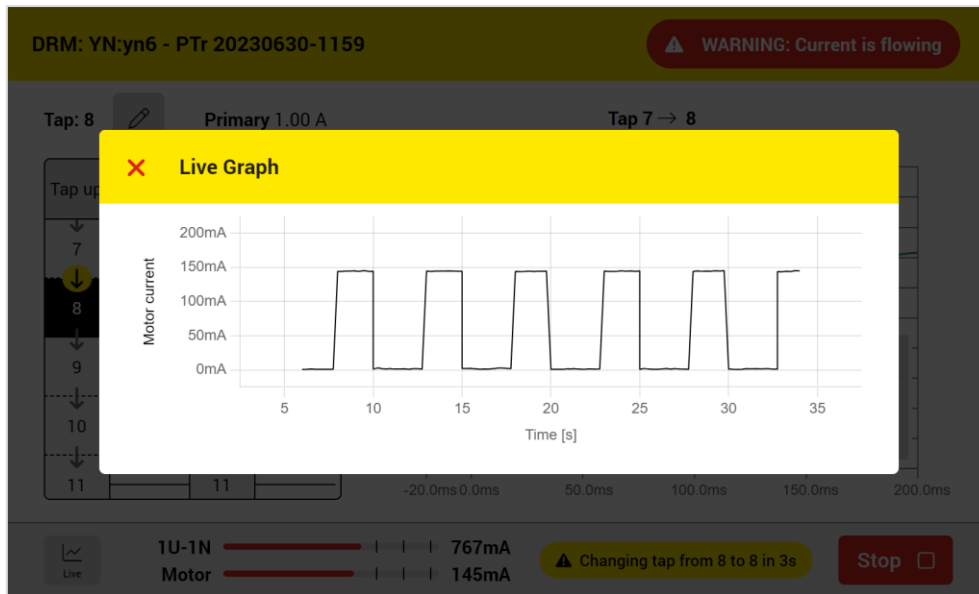 DRM: YN:yn6 - PTr 20230630-1159
WARNING: Current is flowing
Tap: 8
Primary 1.00 A
Tap 7 → 8
Tap up
7
8
9
10
11
11
Live Graph
Motor current
200mA
150mA
100mA
50mA
0mA
5 10 15 20 25 30 35
Time [s]
-20.0ms 0.0ms 50.0ms 100.0ms 150.0ms 200.0ms
Live
1U-1N 767mA
Motor 145mA
Changing tap from 8 to 8 in 3s
Stop